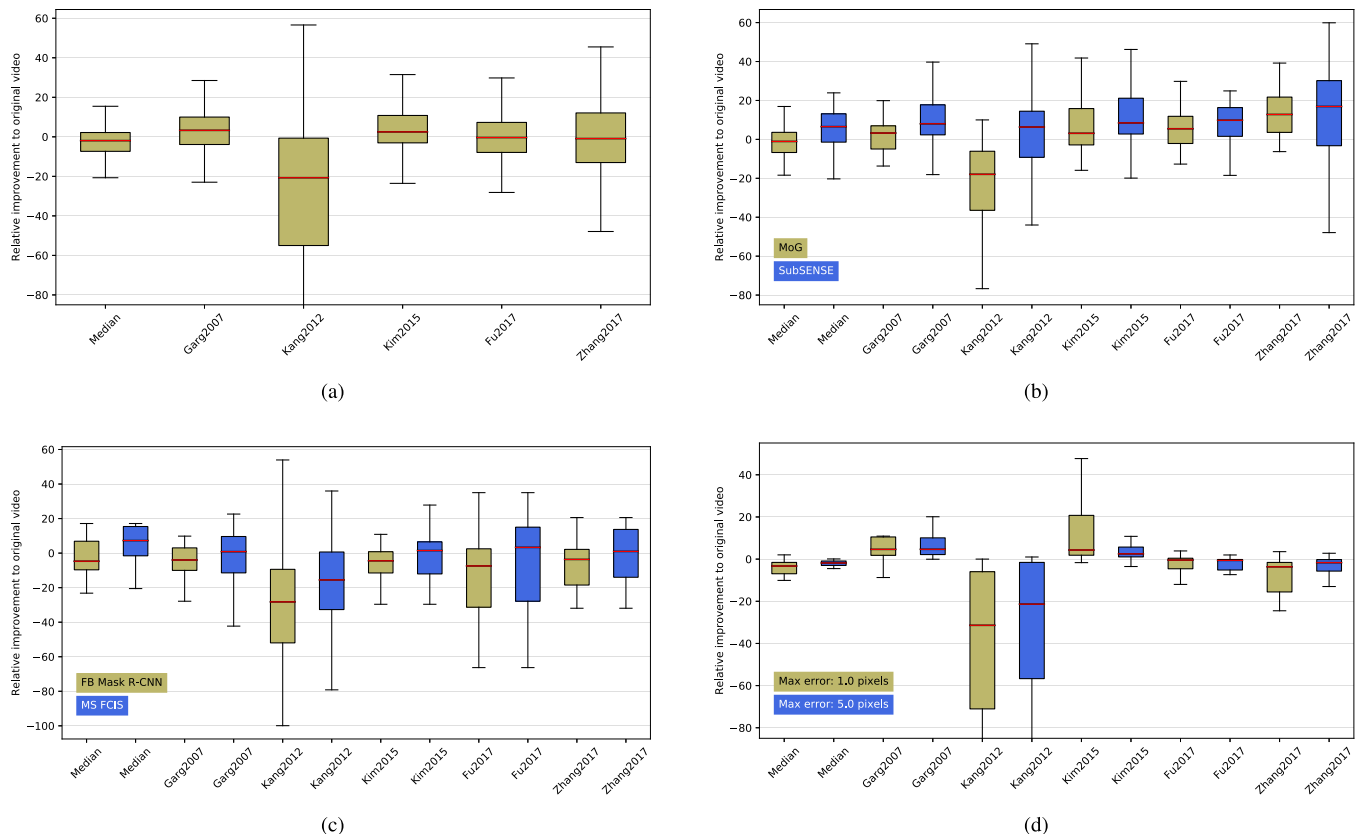 Relative improvement to original video
60
40
20
0
−20
−40
−60
−80
Median
Garg2007
Kang2012
Kim2015
Fu2017
Zhang2017
(a)
Relative improvement to original video
60
40
20
0
−20
−40
−60
−80
MoG
SubSENSE
Median
Median
Garg2007
Garg2007
Kang2012
Kang2012
Kim2015
Kim2015
Fu2017
Fu2017
Zhang2017
Zhang2017
(b)
Relative improvement to original video
60
40
20
0
−20
−40
−60
−80
−100
FB Mask R-CNN
MS FCIS
Median
Median
Garg2007
Garg2007
Kang2012
Kang2012
Kim2015
Kim2015
Fu2017
Fu2017
Zhang2017
Zhang2017
(c)
Relative improvement to original video
40
20
0
−20
−40
−60
−80
Max error: 1.0 pixels
Max error: 5.0 pixels
Median
Median
Garg2007
Garg2007
Kang2012
Kang2012
Kim2015
Kim2015
Fu2017
Fu2017
Zhang2017
Zhang2017
(d)